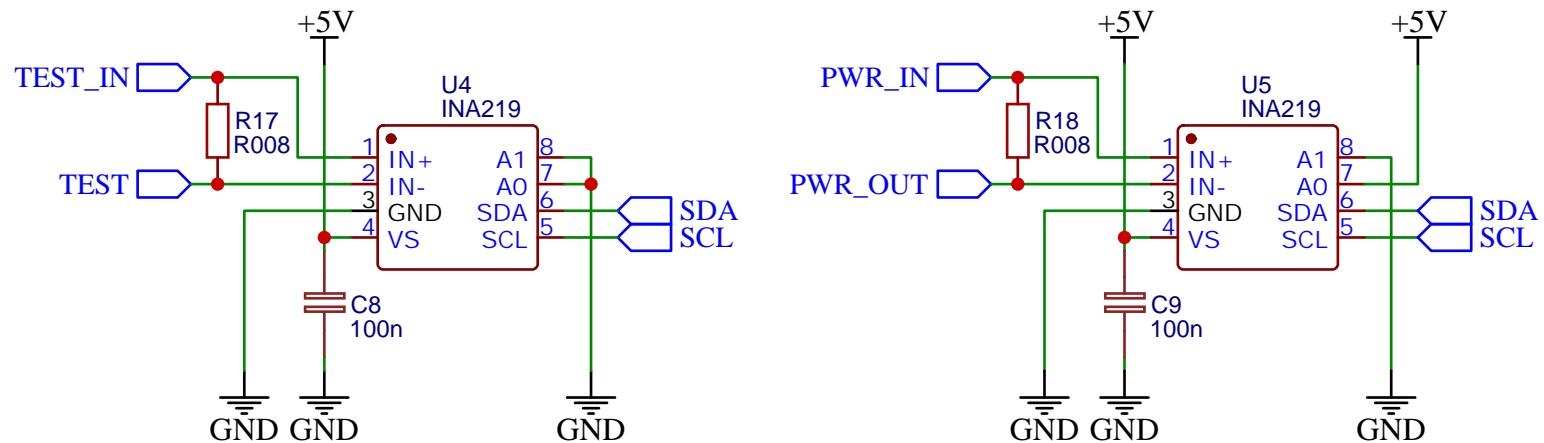 +5V
TEST_IN
U4
INA219
R17
R008
1
IN+
A1
8
TEST
2
IN-
A0
7
3
GND
SDA
6
SDA
4
VS
SCL
5
SCL
C8
100n
GND
GND
GND
+5V
+5V
PWR_IN
U5
INA219
R18
R008
1
IN+
A1
8
PWR_OUT
2
IN-
A0
7
3
GND
SDA
6
SDA
4
VS
SCL
5
SCL
C9
100n
GND
GND
GND